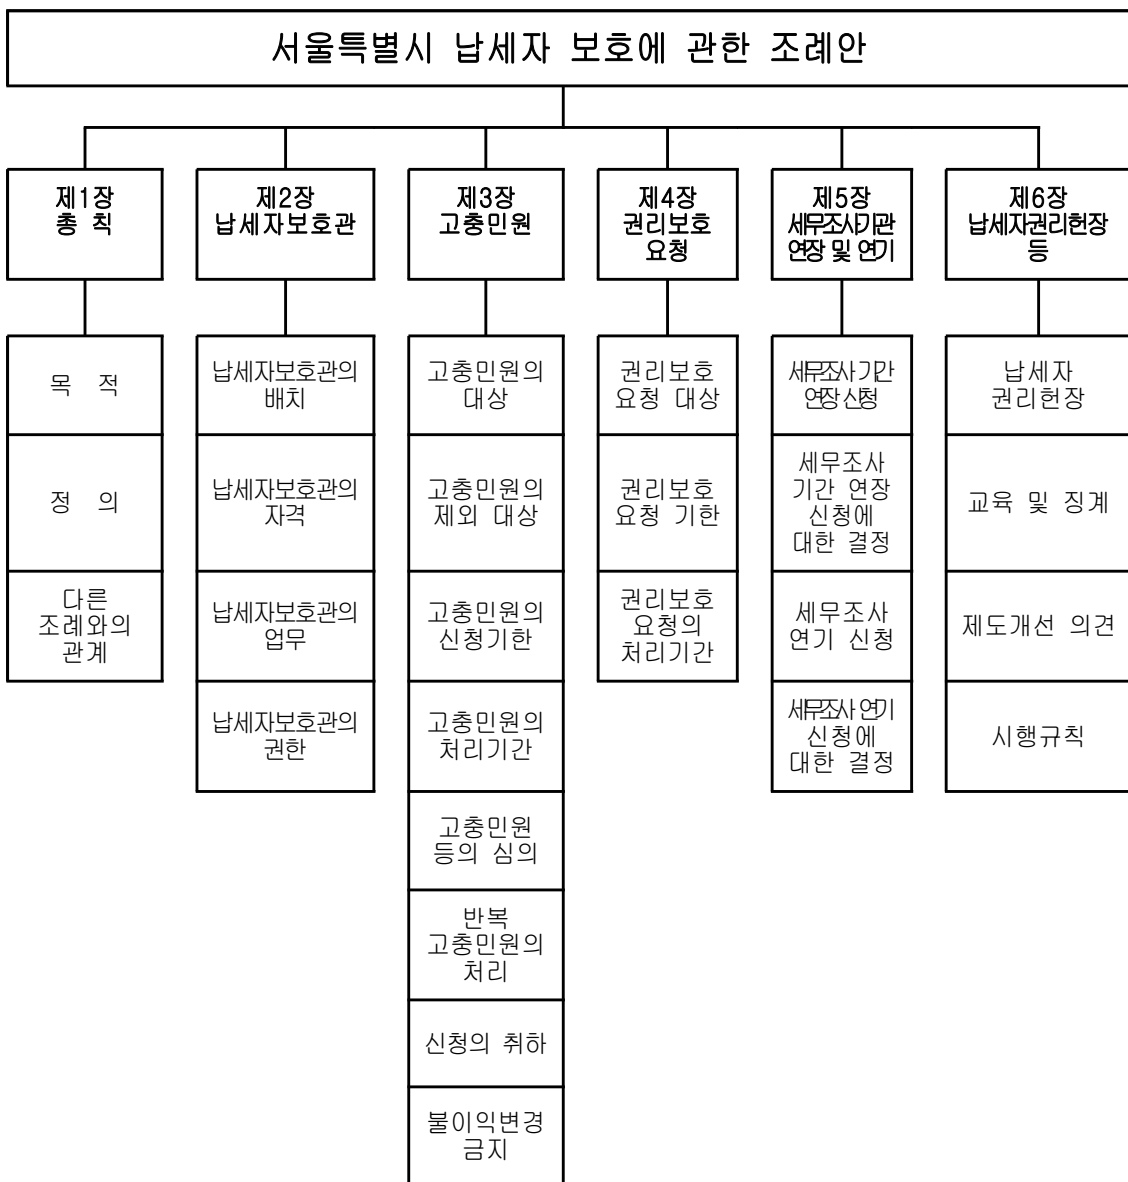 서울특별시 납세자 보호에 관한 조례안
제1장
총 칙
제2장
납세자보호관
제3장
고충민원
제4장
권리보호
요청
제5장
세무조사기관
연장 및 연기
제6장
납세자권리헌장
등
목 적
정 의
다른
조례와의
관계
납세자보호관의
배치
납세자보호관의
자격
납세자보호관의
업무
납세자보호관의
권한
고충민원의
대상
고충민원의
제외 대상
고충민원의
신청기한
고충민원의
처리기간
고충민원
등의 심의
반복
고충민원의
처리
신청의 취하
불이익변경
금지
권리보호
요청 대상
권리보호
요청 기한
권리보호
요청의
처리기간
세무조사기간
연장신청
세무조사
기간 연장
신청에
대한 결정
세무조사
연기 신청
세무조사 연기
신청에
대한 결정
납세자
권리헌장
교육 및 징계
제도개선 의견
시행규칙